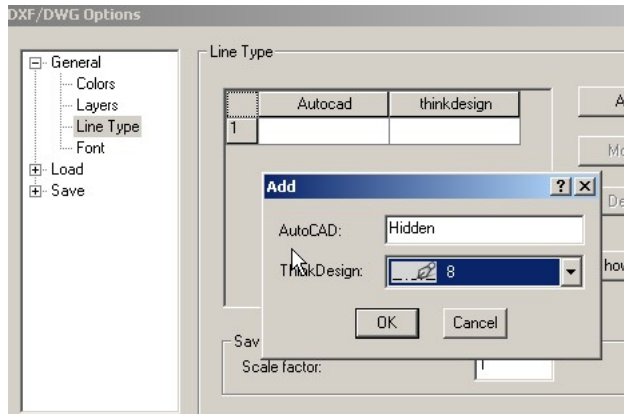 DXF/DWG Options
General
Colors
Layers
Line Type
Font
Load
Save
Line Type
Autocad thinkdesign
1
Add
AutoCAD: Hidden
ThinkDesign: 8
OK Cancel
Scale factor: 1